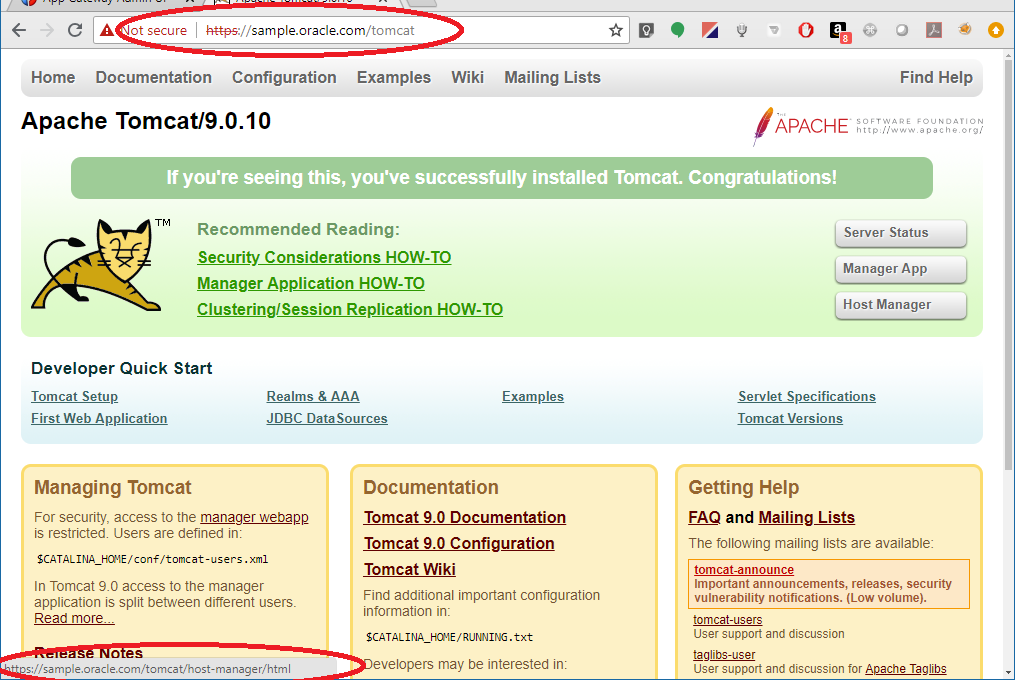 Not secure https://sample.oracle.com/tomcat
8
Home Documentation Configuration Examples Wiki Mailing Lists Find Help
Apache Tomcat/9.0.10
THE APACHE SOFTWARE FOUNDATION
http://www.apache.org/
If you're seeing this, you've successfully installed Tomcat. Congratulations!
TM
Recommended Reading:
Security Considerations HOW-TO
Manager Application HOW-TO
Clustering/Session Replication HOW-TO
Server Status
Manager App
Host Manager
Developer Quick Start
Tomcat Setup
First Web Application
Realms & AAA
JDBC DataSources
Examples
Servlet Specifications
Tomcat Versions
Managing Tomcat
For security, access to the manager webapp
is restricted. Users are defined in:
$CATALINA_HOME/conf/tomcat-users.xml
In Tomcat 9.0 access to the manager
application is split between different users.
Read more...
Release Notes
https://sample.oracle.com/tomcat/host-manager/html
Documentation
Tomcat 9.0 Documentation
Tomcat 9.0 Configuration
Tomcat Wiki
Find additional important configuration
information in:
$CATALINA_HOME/RUNNING.txt
Developers may be interested in:
Getting Help
FAQ and Mailing Lists
The following mailing lists are available:
tomcat-announce
Important announcements, releases, security
vulnerability notifications. (Low volume).
tomcat-users
User support and discussion
taglibs-user
User support and discussion for Apache Taglibs